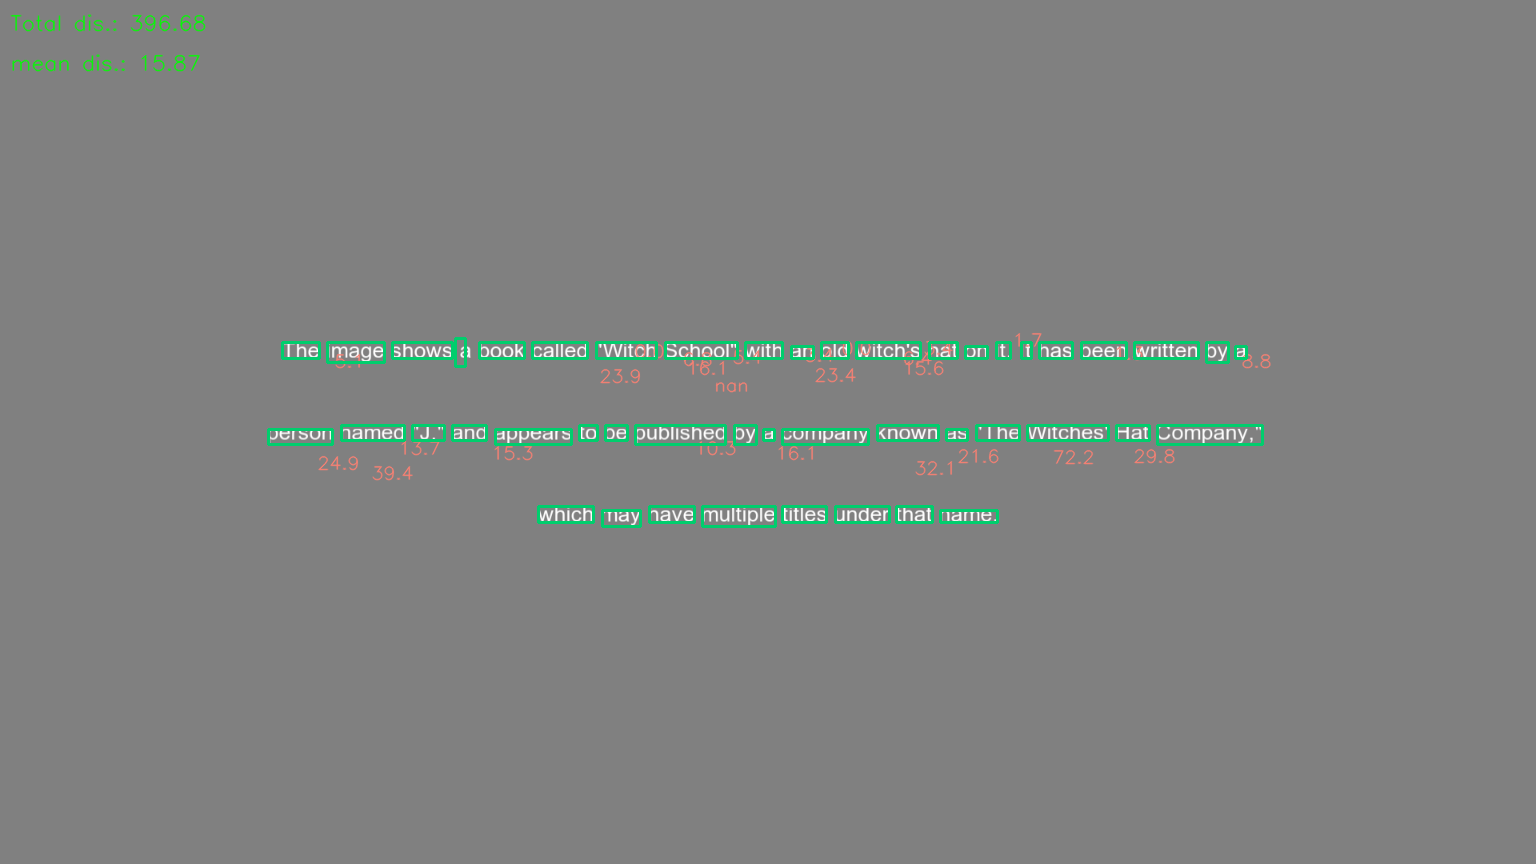 Total dis.: 396.68
mean dis.: 15.87
1.7
The image shows a book called "Witch School" with an old witch's hat on it. It has been written by a
8.8
23.9 16.1 23.4 15.6
nan
person named "J." and appears to be published by a company known as "The Witches' Hat Company,"
13.7 15.3 10.3 16.1 21.6 72.2 29.8
24.9 39.4 32.1
which may have multiple titles under that name.